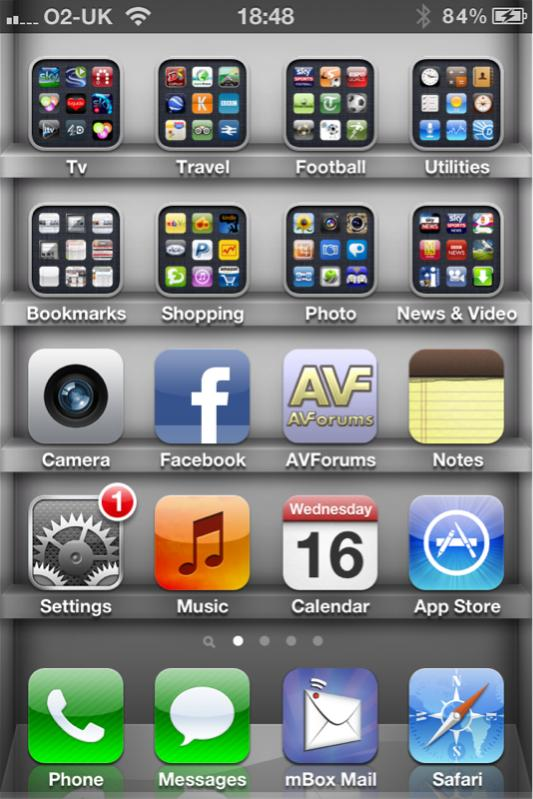 O2-UK 18:48 84%
Tv Travel Football Utilities
Bookmarks Shopping Photo News & Video
AVF
AVForums
Camera Facebook AVForums Notes
1
Wednesday
16
Settings Music Calendar App Store
Phone Messages mBox Mail Safari